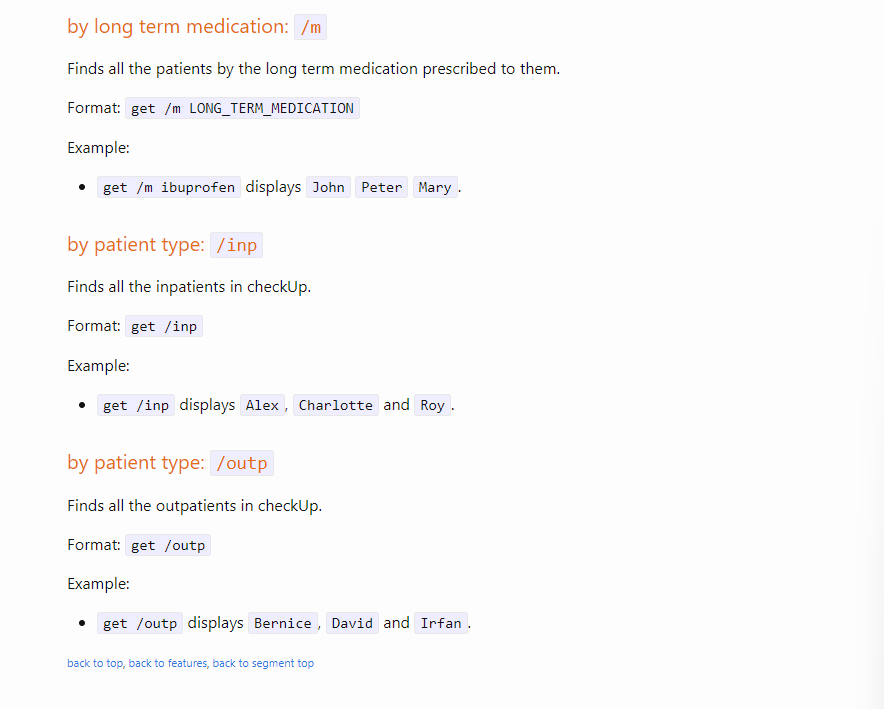 by long term medication: /m
Finds all the patients by the long term medication prescribed to them.
Format: get /m LONG_TERM_MEDICATION
Example:
• get /m ibuprofen displays John Peter Mary.
by patient type: /inp
Finds all the inpatients in checkUp.
Format: get /inp
Example:
• get /inp displays Alex, Charlotte and Roy.
by patient type: /outp
Finds all the outpatients in checkUp.
Format: get /outp
Example:
• get /outp displays Bernice, David and Irfan.
back to top, back to features, back to segment top